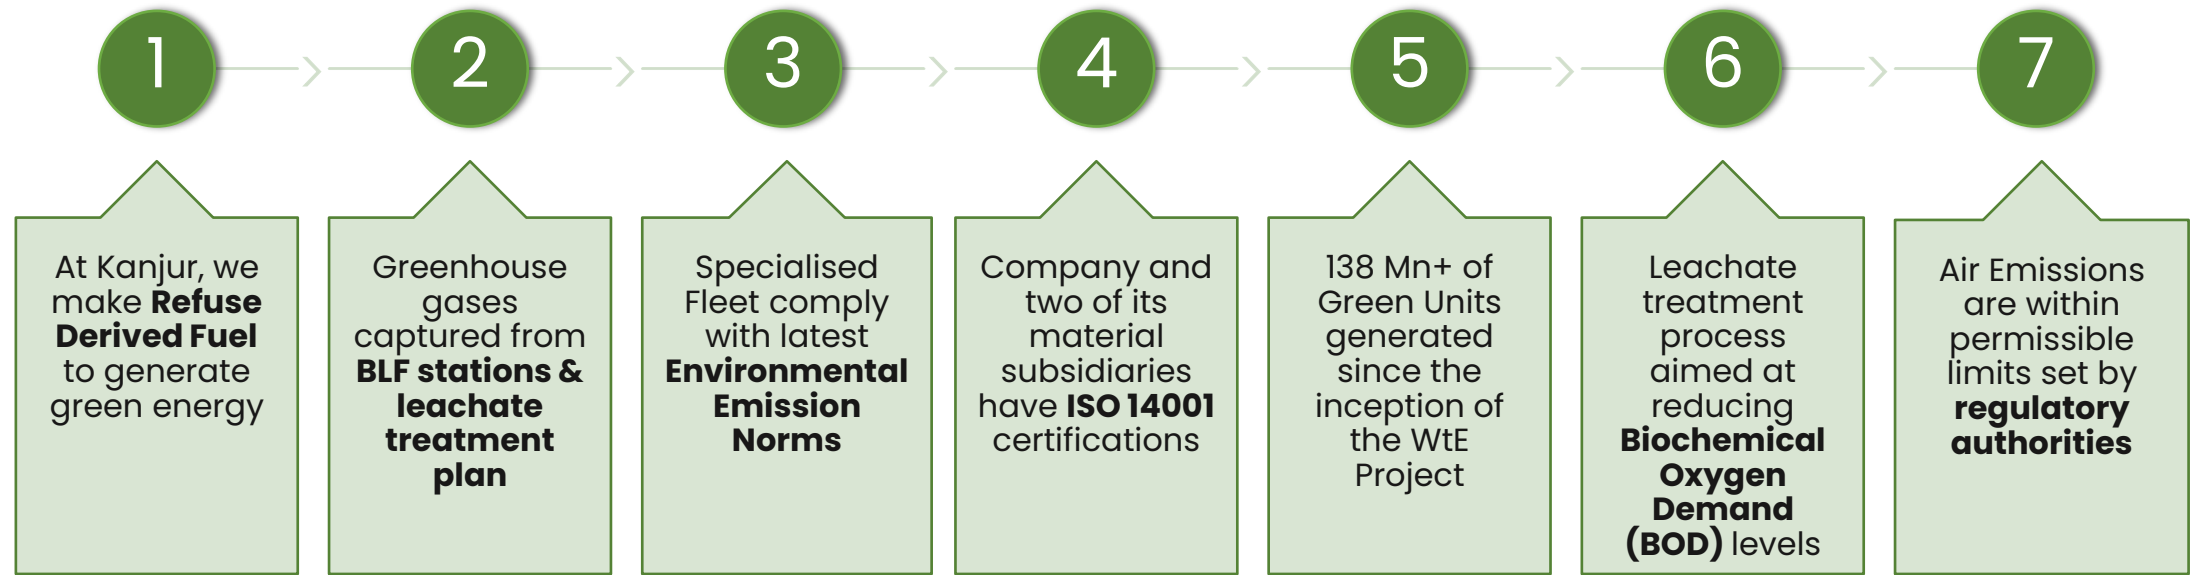 1
2
3
4
5
6
7
At Kanjur, we
make Refuse
Derived Fuel
to generate
green energy
Greenhouse
gases
captured from
BLF stations &
leachate
treatment
plan
Specialised
Fleet comply
with latest
Environmental
Emission
Norms
Company and
two of its
material
subsidiaries
have ISO 14001
certifications
138 Mn+ of
Green Units
generated
since the
inception of
the WtE
Project
Leachate
treatment
process
aimed at
reducing
Biochemical
Oxygen
Demand
(BOD) levels
Air Emissions
are within
permissible
limits set by
regulatory
authorities